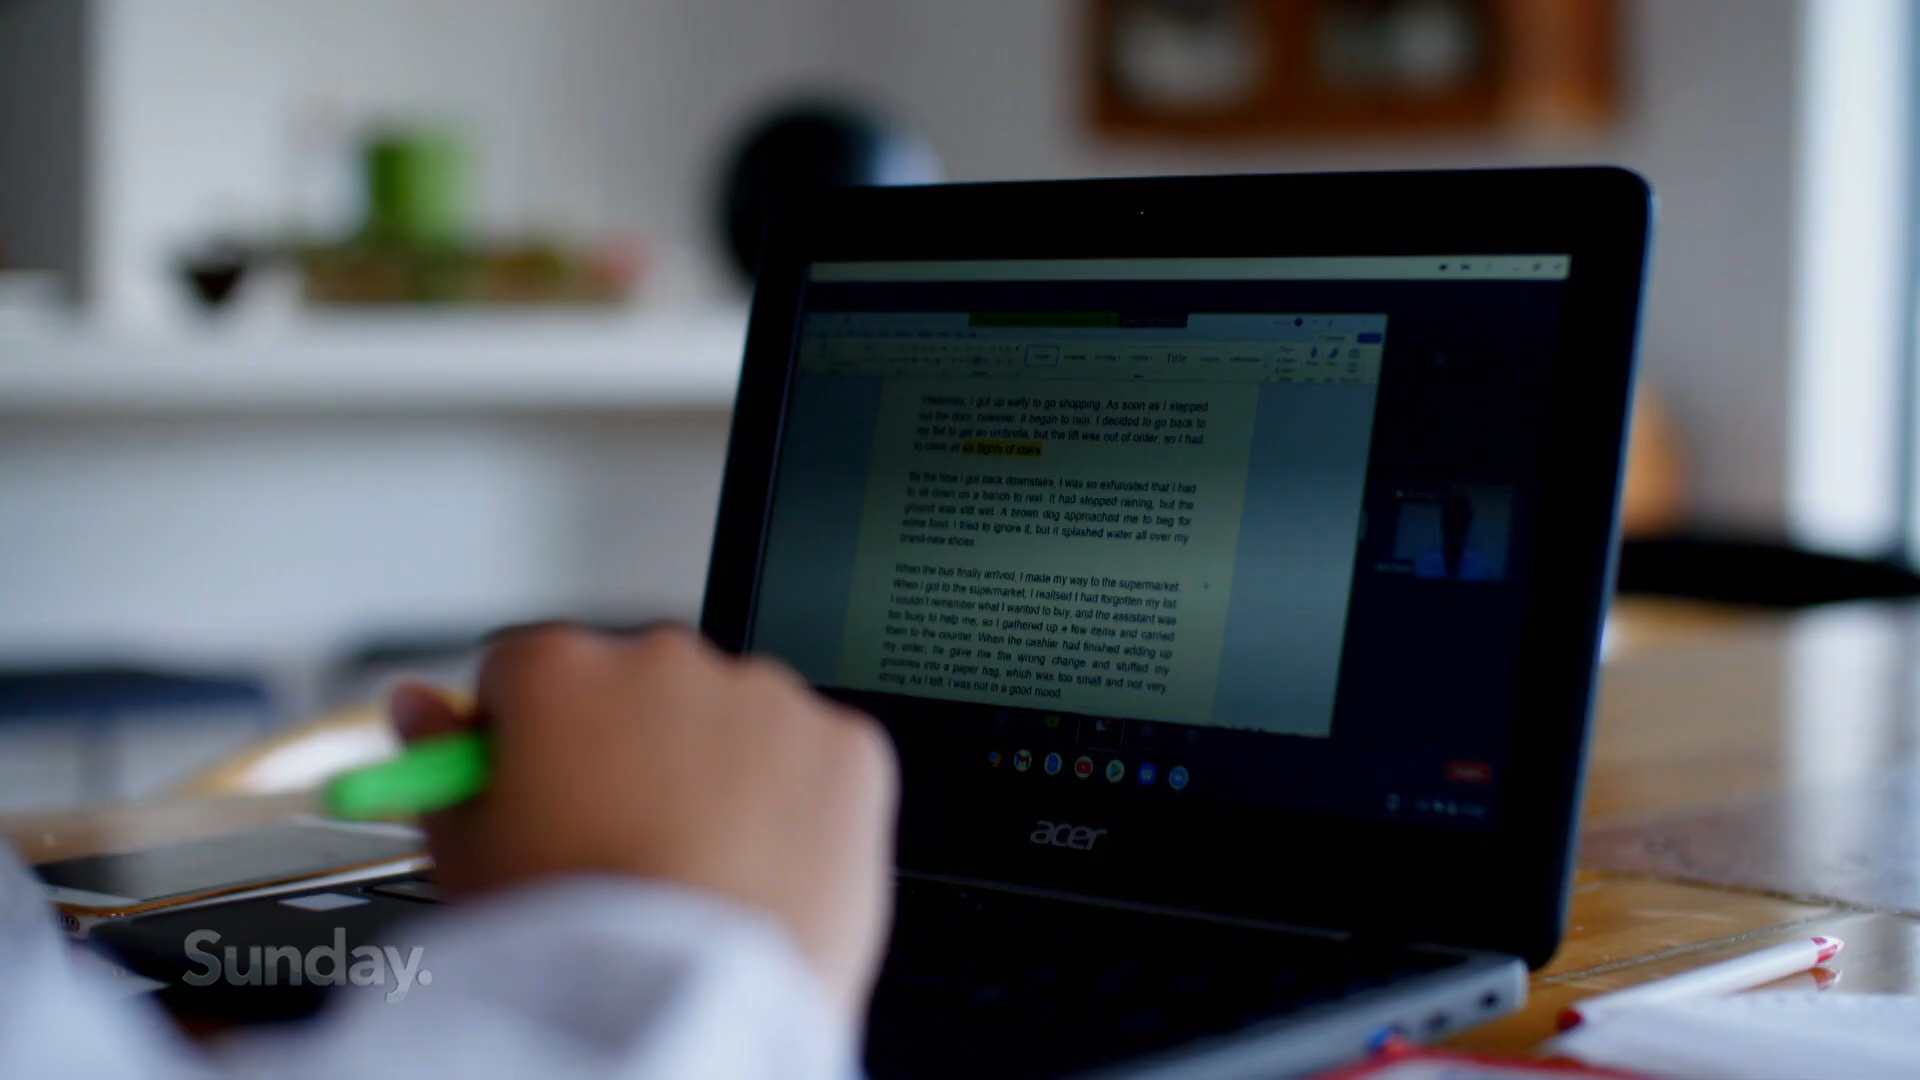 Title
Yesterday, I got up early to go shopping. As soon as I stepped
out the door, however, it began to rain. I decided to go back to
my flat to get an umbrella, but the lift was out of order, so I had
to climb all six flights of stairs
By the time I got back downstairs, I was so exhausted that I had
to sit down on a bench to rest. It had stopped raining, but the
ground was still wet. A brown dog approached me to beg for
some food. I tried to ignore it, but it splashed water all over my
brand-new shoes.
When the bus finally arrived, I made my way to the supermarket.
When I got to the supermarket, I realised I had forgotten my list.
I couldn't remember what I wanted to buy, and the assistant was
too busy to help me, so I gathered up a few items and carried
them to the counter. When the cashier had finished adding up
my order, he gave me the wrong change and stuffed my
groceries into a paper bag, which was too small and not very
strong. As I left, I was not in a good mood.
acer
Sunday.